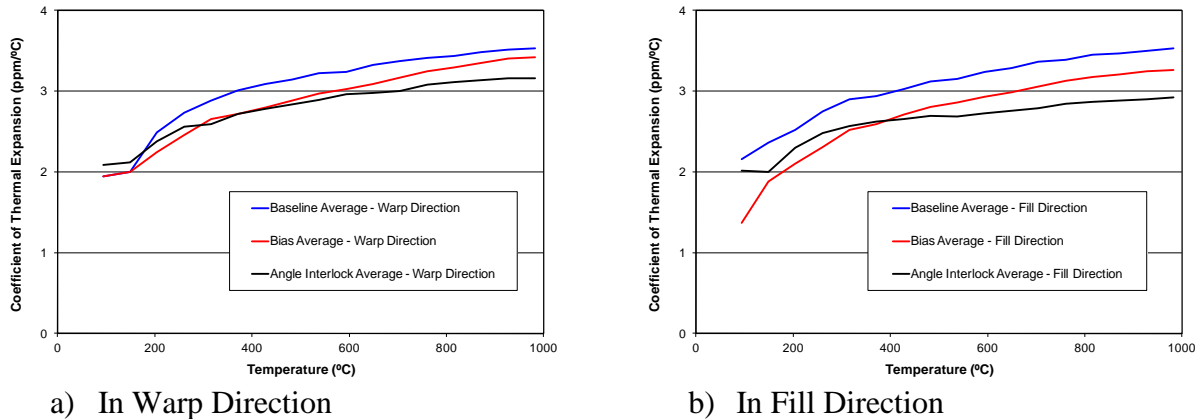 4
3
2
1
0
Coefficient of Thermal Expansion (ppm/ºC)
Baseline Average - Warp Direction
Bias Average - Warp Direction
Angle Interlock Average - Warp Direction
0 200 400 600 800 1000
Temperature (ºC)
a) In Warp Direction
4
3
2
1
0
Coefficient of Thermal Expansion (ppm/ºC)
Baseline Average - Fill Direction
Bias Average - Fill Direction
Angle Interlock Average - Fill Direction
0 200 400 600 800 1000
Temperature (ºC)
b) In Fill Direction